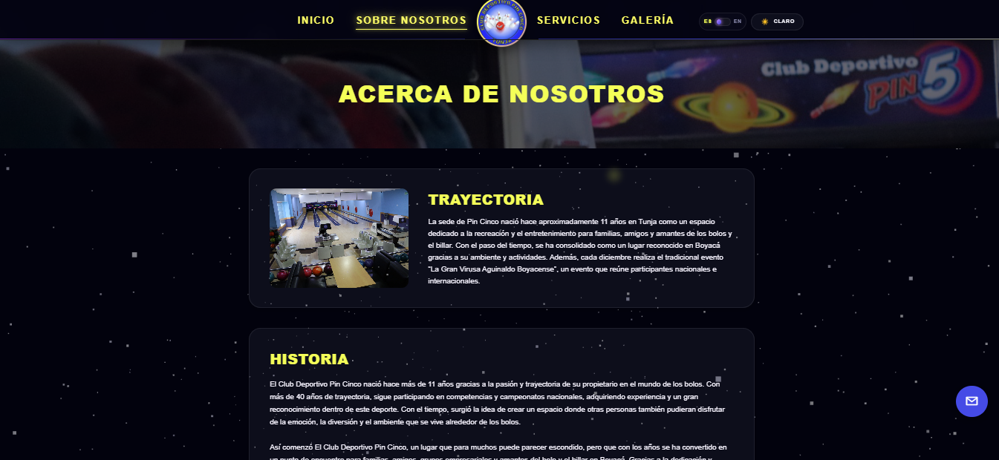 INICIO
SOBRE NOSOTROS
CLUB DEPORTIVO PIN CINCO
TUNJA
SERVICIOS
GALERÍA
ES
EN
CLARO
Club Deportivo
PIN 5
ACERCA DE NOSOTROS
TRAYECTORIA
La sede de Pin Cinco nació hace aproximadamente 11 años en Tunja como un espacio
dedicado a la recreación y el entretenimiento para familias, amigos y amantes de los bolos y
el billar. Con el paso del tiempo, se ha consolidado como un lugar reconocido en Boyacá
gracias a su ambiente y actividades. Además, cada diciembre realiza el tradicional evento
"La Gran Virusa Aguinaldo Boyacense", un evento que reúne participantes nacionales e
internacionales.
HISTORIA
El Club Deportivo Pin Cinco nació hace más de 11 años gracias a la pasión y trayectoria de su propietario en el mundo de los bolos. Con
más de 40 años de trayectoria, sigue participando en competencias y campeonatos nacionales, adquiriendo experiencia y un gran
reconocimiento dentro de este deporte. Con el tiempo, surgió la idea de crear un espacio donde otras personas también pudieran disfrutar
de la emoción, la diversión y el ambiente que se vive alrededor de los bolos.
Así comenzó El Club Deportivo Pin Cinco, un lugar que para muchos puede parecer escondido, pero que con los años se ha convertido en
un punto de encuentro para familias, amigos, grupos empresariales y amantes del bolo y el billar en Boyacá. Gracias a la dedicación y